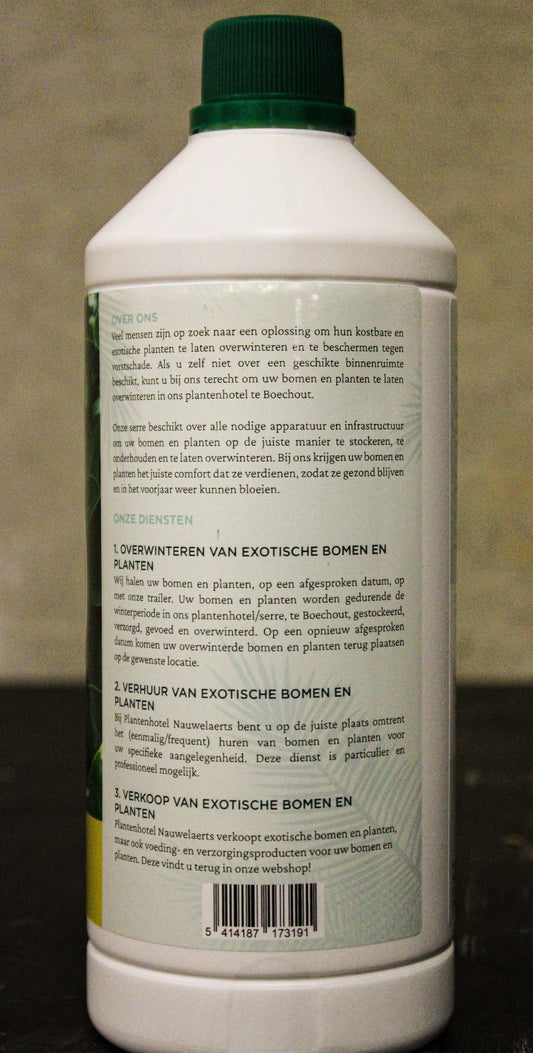 OVER ONS
Veel mensen zijn op zoek naar een oplossing om hun kostbare en
exotische planten te laten overwinteren en te beschermen tegen
vorstschade. Als u zelf niet over een geschikte binnenruimte
beschikt, kunt u bij ons terecht om uw bomen en planten te laten
overwinteren in ons plantenhotel te Boechout.
Onze serre beschikt over alle nodige apparatuur en infrastructuur
om uw bomen en planten op de juiste manier te stockeren, te
onderhouden en te laten overwinteren. Bij ons krijgen uw bomen en
planten het juiste comfort dat ze verdienen, zodat ze gezond blijven
en in het voorjaar weer kunnen bloeien.
ONZE DIENSTEN
1. OVERWINTEREN VAN EXOTISCHE BOMEN EN
PLANTEN
Wij halen uw bomen en planten, op een afgesproken datum, op
met onze trailer. Uw bomen en planten worden gedurende de
winterperiode in ons plantenhotel/serre, te Boechout, gestockeerd,
verzorgd, gevoed en overwinterd. Op een opnieuw afgesproken
datum komen uw overwinterde bomen en planten terug plaatsen
op de gewenste locatie.
2. VERHUUR VAN EXOTISCHE BOMEN EN
PLANTEN
Bij Plantenhotel Nauwelaerts bent u op de juiste plaats omtrent
het (eenmalig/frequent) huren van bomen en planten voor
uw specifieke aangelegenheid. Deze dienst is particulier en
professioneel mogelijk.
3. VERKOOP VAN EXOTISCHE BOMEN EN
PLANTEN
Plantenhotel Nauwelaerts verkoopt exotische bomen en planten,
maar ook voeding- en verzorgingsproducten voor uw bomen en
planten. Deze vindt u terug in onze webshop!
5 414187 173191